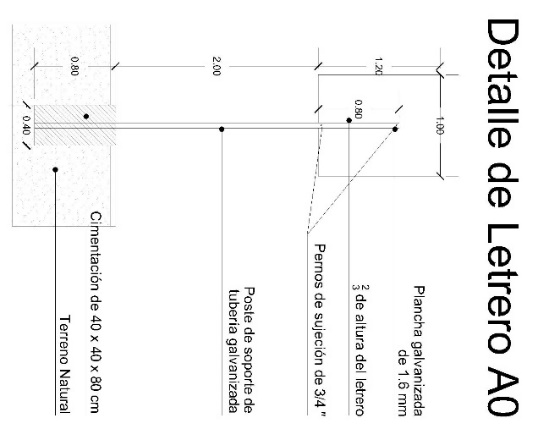 Detalle de Letrero A0
1.00
1.20
0.80
2.00
0.80
0.40
Plancha galvanizada
de 1.6 mm
2/3 de altura del letrero
Pernos de sujeción de 3/4 "
Poste de soporte de
tubería galvanizada
Cimentación de 40 x 40 x 80 cm
Terreno Natural